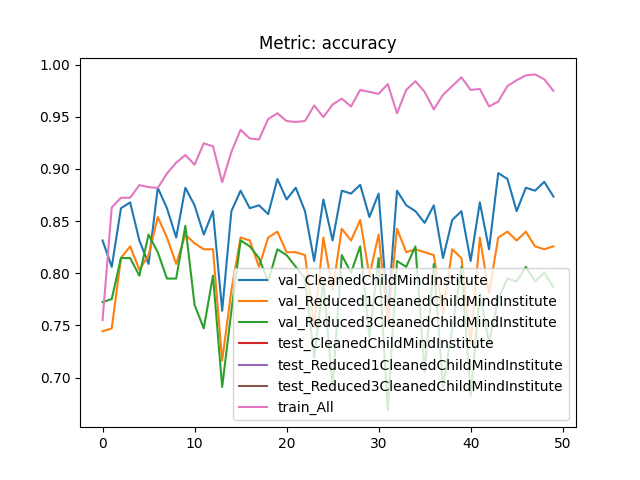 Metric: accuracy
1.00
0.95
0.90
0.85
0.80
0.75
0.70
val_CleanedChildMindInstitute
val_Reduced1CleanedChildMindInstitute
val_Reduced3CleanedChildMindInstitute
test_CleanedChildMindInstitute
test_Reduced1CleanedChildMindInstitute
test_Reduced3CleanedChildMindInstitute
train_All
0 10 20 30 40 50